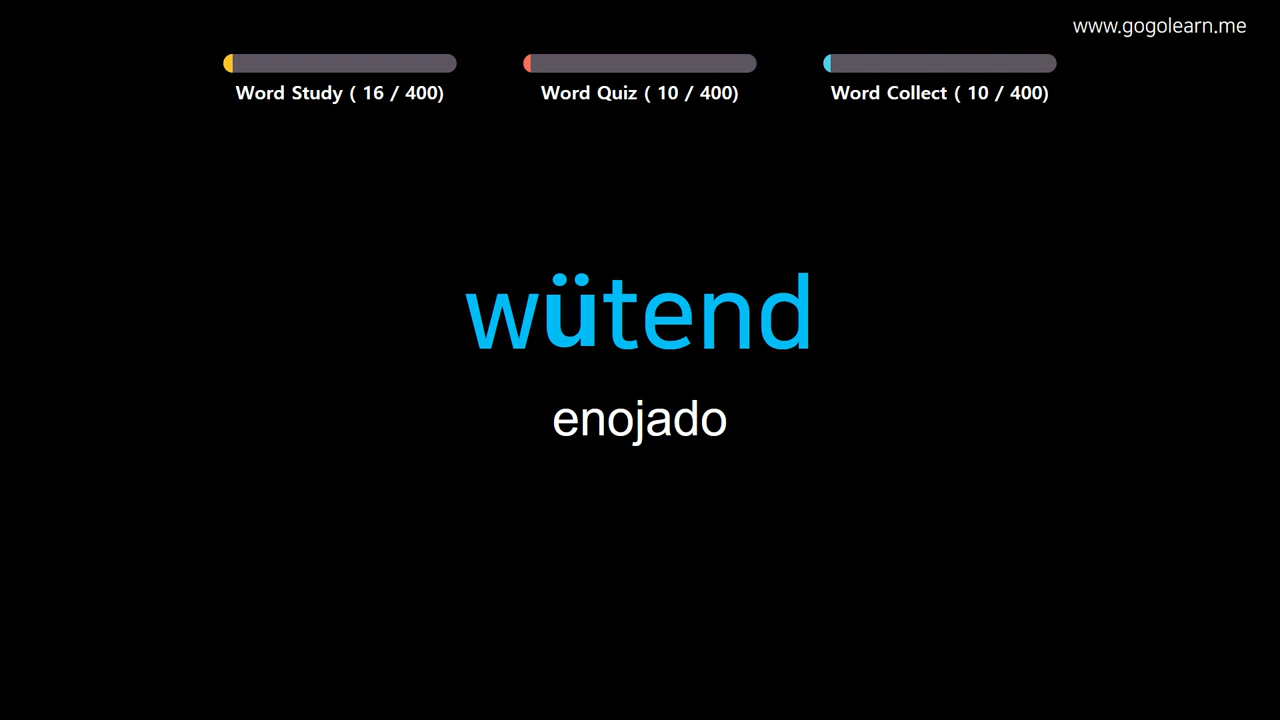 www.gogolearn.me
Word Study ( 16 / 400)
Word Quiz ( 10 / 400)
Word Collect ( 10 / 400)
wütend
enojado